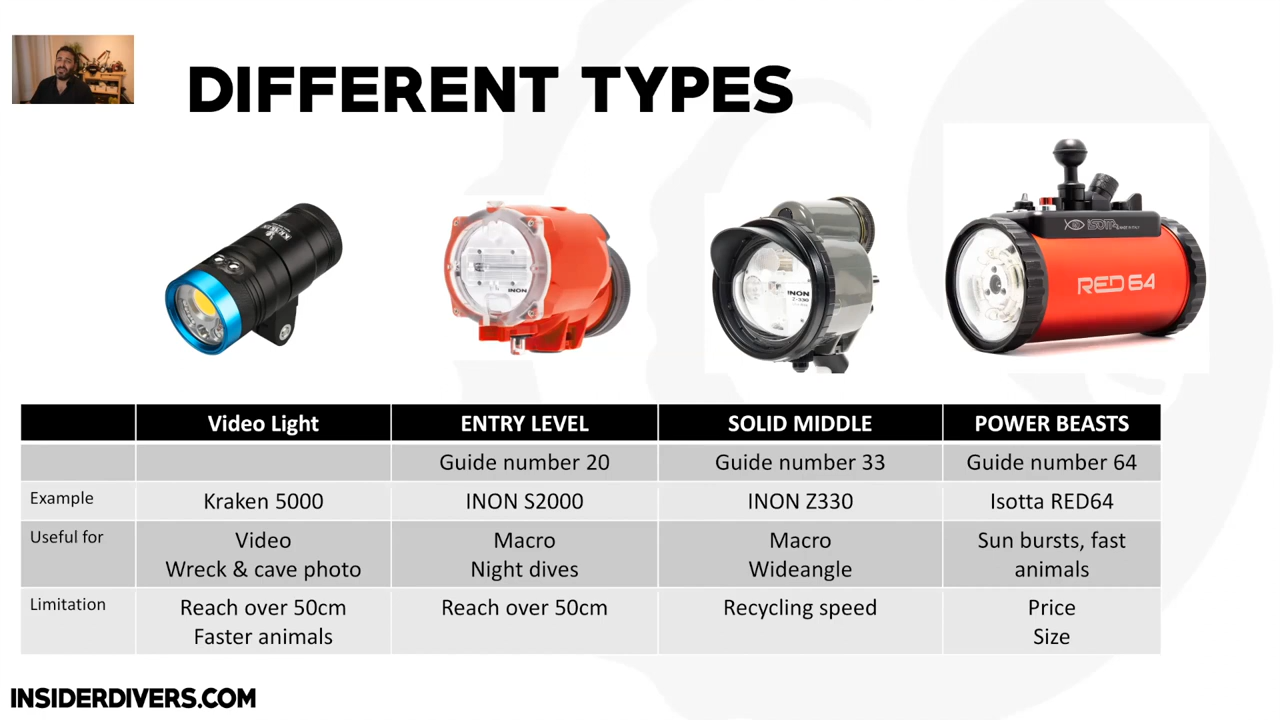 DIFFERENT TYPES
KRAKEN
INON
INON
Z-330
ISOTTA
RED 64
Video Light ENTRY LEVEL SOLID MIDDLE POWER BEASTS
Guide number 20 Guide number 33 Guide number 64
Example Kraken 5000 INON S2000 INON Z330 Isotta RED64
Useful for Video Macro Macro Sun bursts, fast
Wreck & cave photo Night dives Wideangle animals
Limitation Reach over 50cm Reach over 50cm Recycling speed Price
Faster animals Size
INSIDERDIVERS.COM